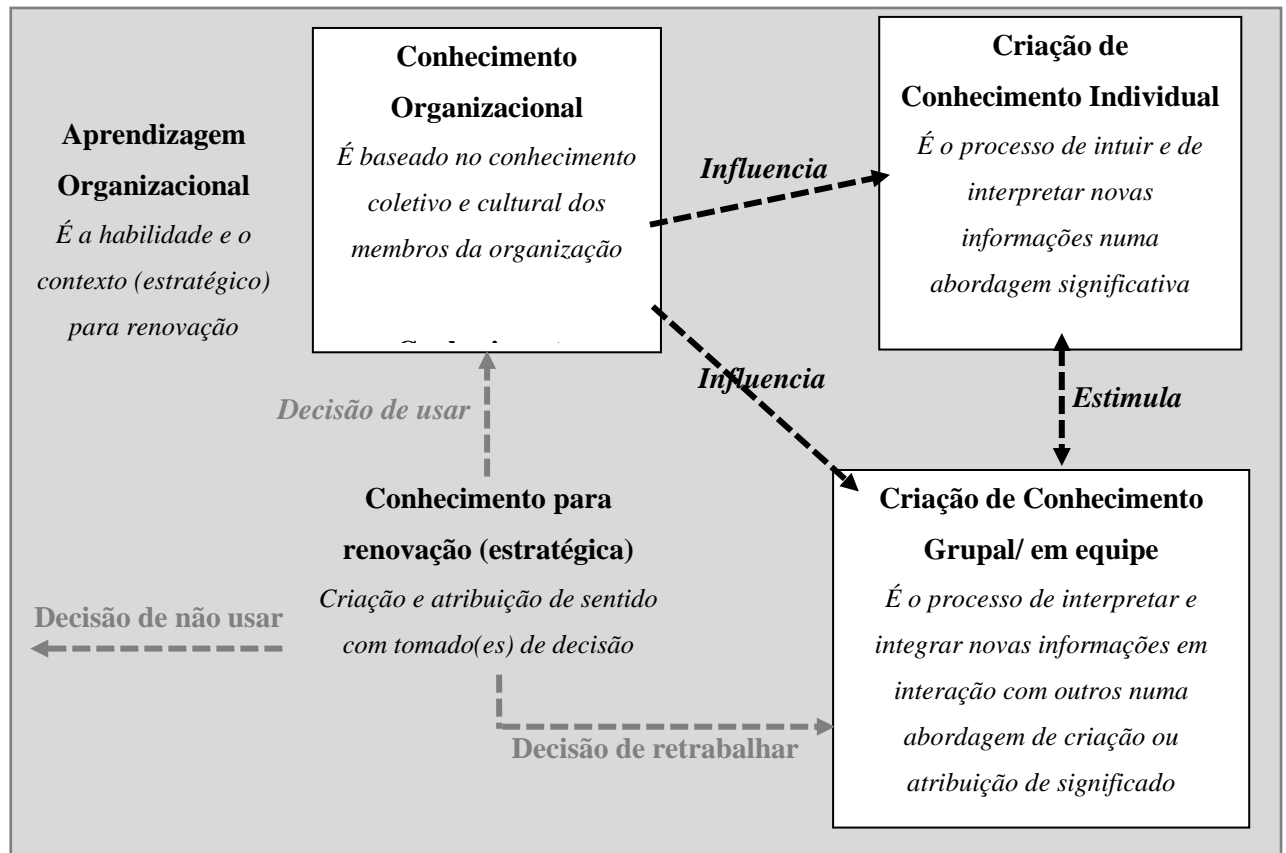 Aprendizagem
Organizacional
É a habilidade e o
contexto (estratégico)
para renovação
Conhecimento
Organizacional
É baseado no conhecimento
coletivo e cultural dos
membros da organização
Influencia
Criação de
Conhecimento Individual
É o processo de intuir e de
interpretar novas
informações numa
abordagem significativa
Influencia
Estimula
Decisão de usar
Conhecimento para
renovação (estratégica)
Criação e atribuição de sentido
com tomado(es) de decisão
Decisão de não usar
Decisão de retrabalhar
Criação de Conhecimento
Grupal/ em equipe
É o processo de interpretar e
integrar novas informações em
interação com outros numa
abordagem de criação ou
atribuição de significado